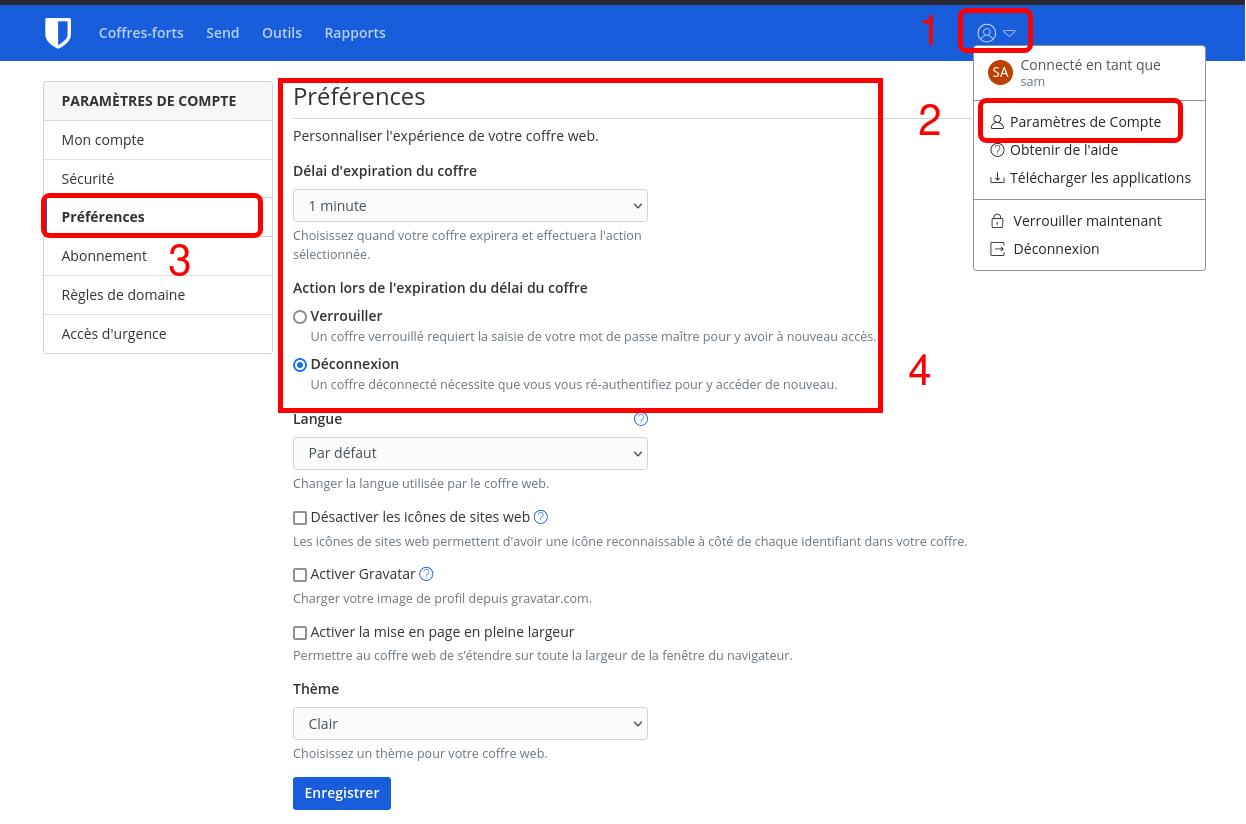 Coffres-forts Send Outils Rapports
1
Connecté en tant que
SA
sam
2
Paramètres de Compte
Obtenir de l'aide
Télécharger les applications
Verrouiller maintenant
Déconnexion
PARAMÈTRES DE COMPTE
Mon compte
Sécurité
Préférences
3
Abonnement
Règles de domaine
Accès d'urgence
Préférences
Personnaliser l'expérience de votre coffre web.
Délai d'expiration du coffre
1 minute
Choisissez quand votre coffre expirera et effectuera l'action
sélectionnée.
Action lors de l'expiration du délai du coffre
Verrouiller
Un coffre verrouillé requiert la saisie de votre mot de passe maître pour y avoir à nouveau accès.
4
Déconnexion
Un coffre déconnecté nécessite que vous vous ré-authentifiez pour y accéder de nouveau.
Langue
Par défaut
Changer la langue utilisée par le coffre web.
Désactiver les icônes de sites web
Les icônes de sites web permettent d'avoir une icône reconnaissable à côté de chaque identifiant dans votre coffre.
Activer Gravatar
Charger votre image de profil depuis gravatar.com.
Activer la mise en page en pleine largeur
Permettre au coffre web de s’étendre sur toute la largeur de la fenêtre du navigateur.
Thème
Clair
Choisissez un thème pour votre coffre web.
Enregistrer